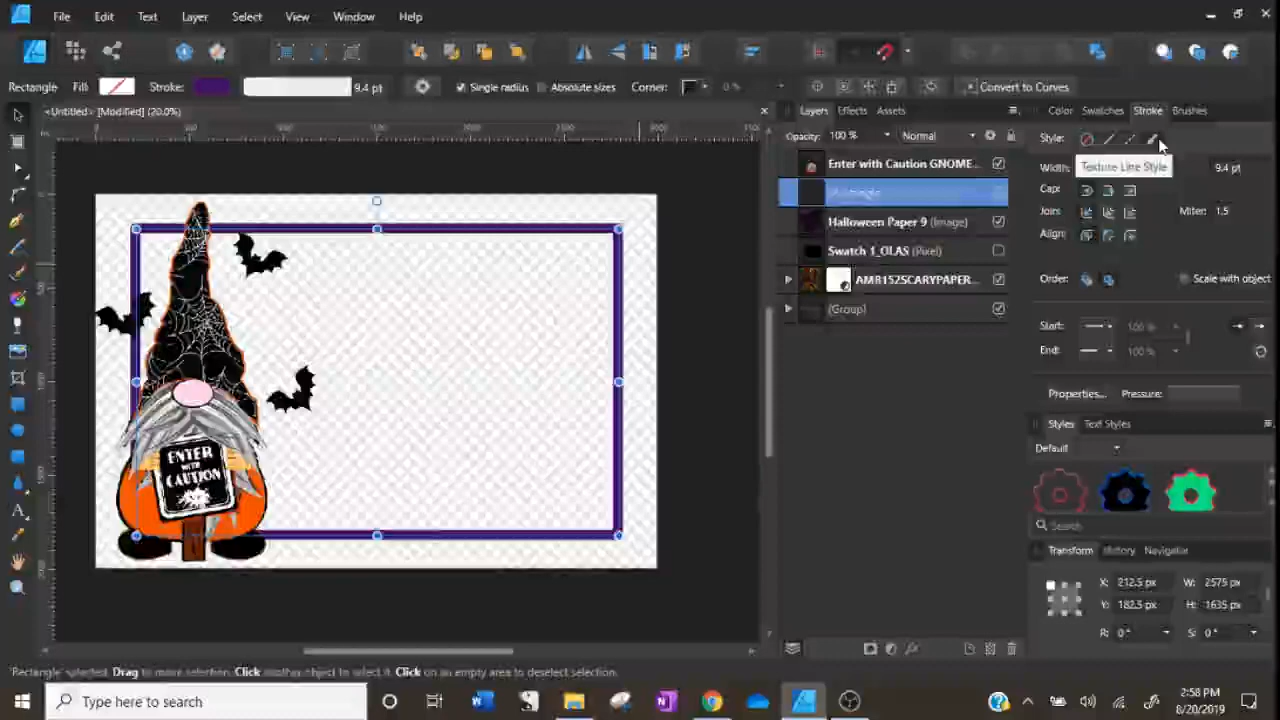 File Edit Text Layer Select View Window Help
Rectangle Fill: Stroke: 9.4 pt Single radius Absolute sizes Corner: 0 % Convert to Curves
<Untitled> [Modified] (20.0%)
Layers Effects Assets
Color Swatches Stroke Brushes
Opacity: 100 % Normal
Style:
Enter with Caution GNOME...
Texture Line Style
Width: 9.4 pt
Cap:
Halloween Paper 9 (Image)
Join: Miter: 1.5
Align:
Swatch 1_OLAS (Pixel)
AMB152SCARYPAPER...
Order: Scale with object
(Group)
Start: 100 %
End: 100 %
Properties... Pressure:
Styles Text Styles
Default
Search
Transform History Navigator
X: 212.5 px W: 2575 px
Y: 182.5 px H: 1635 px
R: 0° S: 0°
ENTER
WITH
CAUTION
'Rectangle' selected. Drag to move selection. Click another object to select it. Click on an empty area to deselect selection.
Type here to search
2:58 PM
8/20/2019